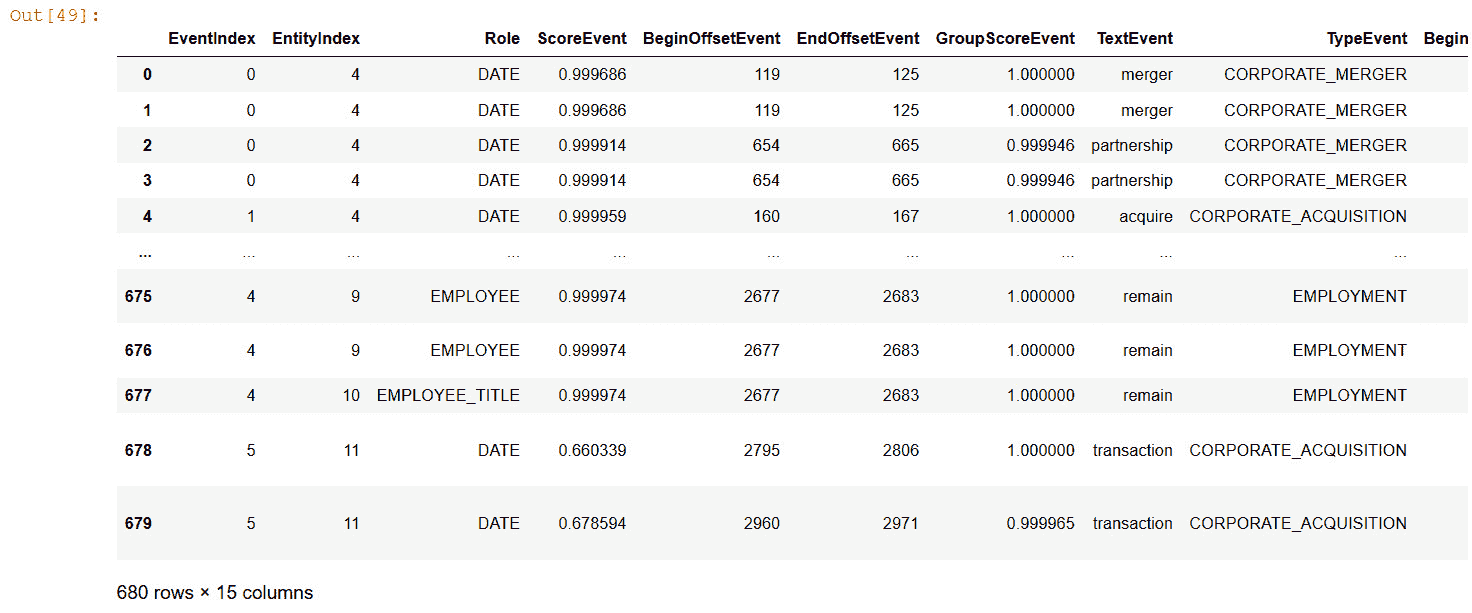 Out[49]:
EventIndex EntityIndex Role ScoreEvent BeginOffsetEvent EndOffsetEvent GroupScoreEvent TextEvent TypeEvent Begin
0 0 4 DATE 0.999686 119 125 1.000000 merger CORPORATE_MERGER
1 0 4 DATE 0.999686 119 125 1.000000 merger CORPORATE_MERGER
2 0 4 DATE 0.999914 654 665 0.999946 partnership CORPORATE_MERGER
3 0 4 DATE 0.999914 654 665 0.999946 partnership CORPORATE_MERGER
4 1 4 DATE 0.999959 160 167 1.000000 acquire CORPORATE_ACQUISITION
... ... ... ... ... ... ... ... ... ...
675 4 9 EMPLOYEE 0.999974 2677 2683 1.000000 remain EMPLOYMENT
676 4 9 EMPLOYEE 0.999974 2677 2683 1.000000 remain EMPLOYMENT
677 4 10 EMPLOYEE_TITLE 0.999974 2677 2683 1.000000 remain EMPLOYMENT
678 5 11 DATE 0.660339 2795 2806 1.000000 transaction CORPORATE_ACQUISITION
679 5 11 DATE 0.678594 2960 2971 0.999965 transaction CORPORATE_ACQUISITION
680 rows × 15 columns